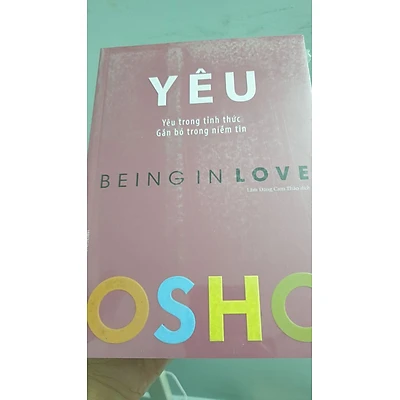 YÊU
Yêu trong tỉnh thức
Gắn bó trong niềm tin
BEING IN LOVE
OSHO